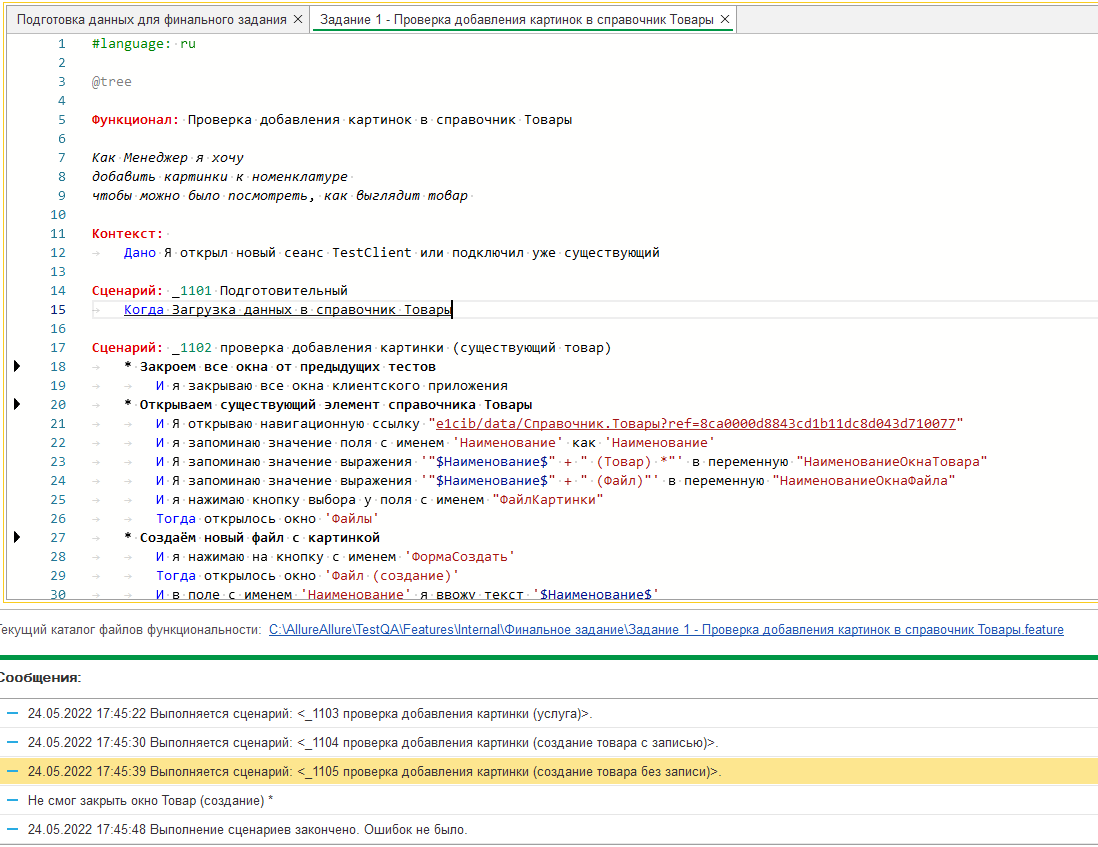 Подготовка данных для финального задания × Задание 1 - Проверка добавления картинок в справочник Товары ×
1 #language: ru
2
3 @tree
4
5 Функционал: Проверка добавления картинок в справочник Товары
6
7 Как Менеджер я хочу
8 добавить картинки к номенклатуре
9 чтобы можно было посмотреть, как выглядит товар
10
11 Контекст:
12 Дано Я открыл новый сеанс TestClient или подключил уже существующий
13
14 Сценарий: _1101 Подготовительный
15 Когда Загрузка данных в справочник Товары
16
17 Сценарий: _1102 проверка добавления картинки (существующий товар)
18 * Закроем все окна от предыдущих тестов
19 И я закрываю все окна клиентского приложения
20 * Открываем существующий элемент справочника Товары
21 И Я открываю навигационную ссылку "e1cib/data/Справочник.Товары?ref=8ca0000d8843cd1b11dc8d043d710077"
22 И я запоминаю значение поля с именем 'Наименование' как 'Наименование'
23 И Я запоминаю значение выражения '"$Наименование$" + " (Товар) *"' в переменную "НаименованиеОкнаТовара"
24 И Я запоминаю значение выражения '"$Наименование$" + " (Файл)"' в переменную "НаименованиеОкнаФайла"
25 И я нажимаю кнопку выбора у поля с именем "ФайлКартинки"
26 Тогда открылось окно 'Файлы'
27 * Создаём новый файл с картинкой
28 И я нажимаю на кнопку с именем 'ФормаСоздать'
29 Тогда открылось окно 'Файл (создание)'
30 И в поле с именем 'Наименование' я ввожу текст '$Наименование$'
Текущий каталог файлов функциональности: C:\AllureAllure\TestQA\Features\Internal\Финальное задание\Задание 1 - Проверка добавления картинок в справочник Товары.feature
Сообщения:
24.05.2022 17:45:22 Выполняется сценарий: <_1103 проверка добавления картинки (услуга)>.
24.05.2022 17:45:30 Выполняется сценарий: <_1104 проверка добавления картинки (создание товара с записью)>.
24.05.2022 17:45:39 Выполняется сценарий: <_1105 проверка добавления картинки (создание товара без записи)>.
Не смог закрыть окно Товар (создание) *
24.05.2022 17:45:48 Выполнение сценариев закончено. Ошибок не было.